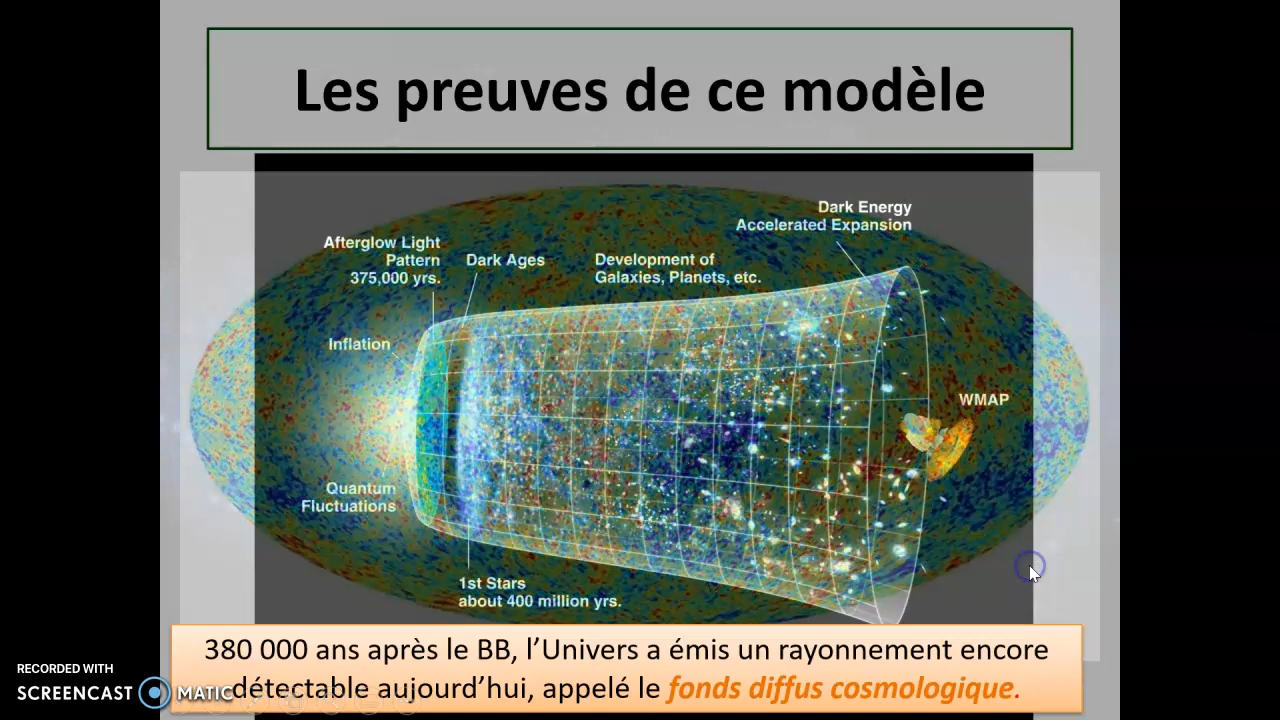 Les preuves de ce modèle
Dark Energy
Accelerated Expansion
Afterglow Light
Pattern
375,000 yrs.
Dark Ages
Development of
Galaxies, Planets, etc.
Inflation
WMAP
Quantum
Fluctuations
1st Stars
about 400 million yrs.
380 000 ans après le BB, l’Univers a émis un rayonnement encore
détectable aujourd’hui, appelé le fonds diffus cosmologique.
RECORDED WITH
SCREENCAST MATIC